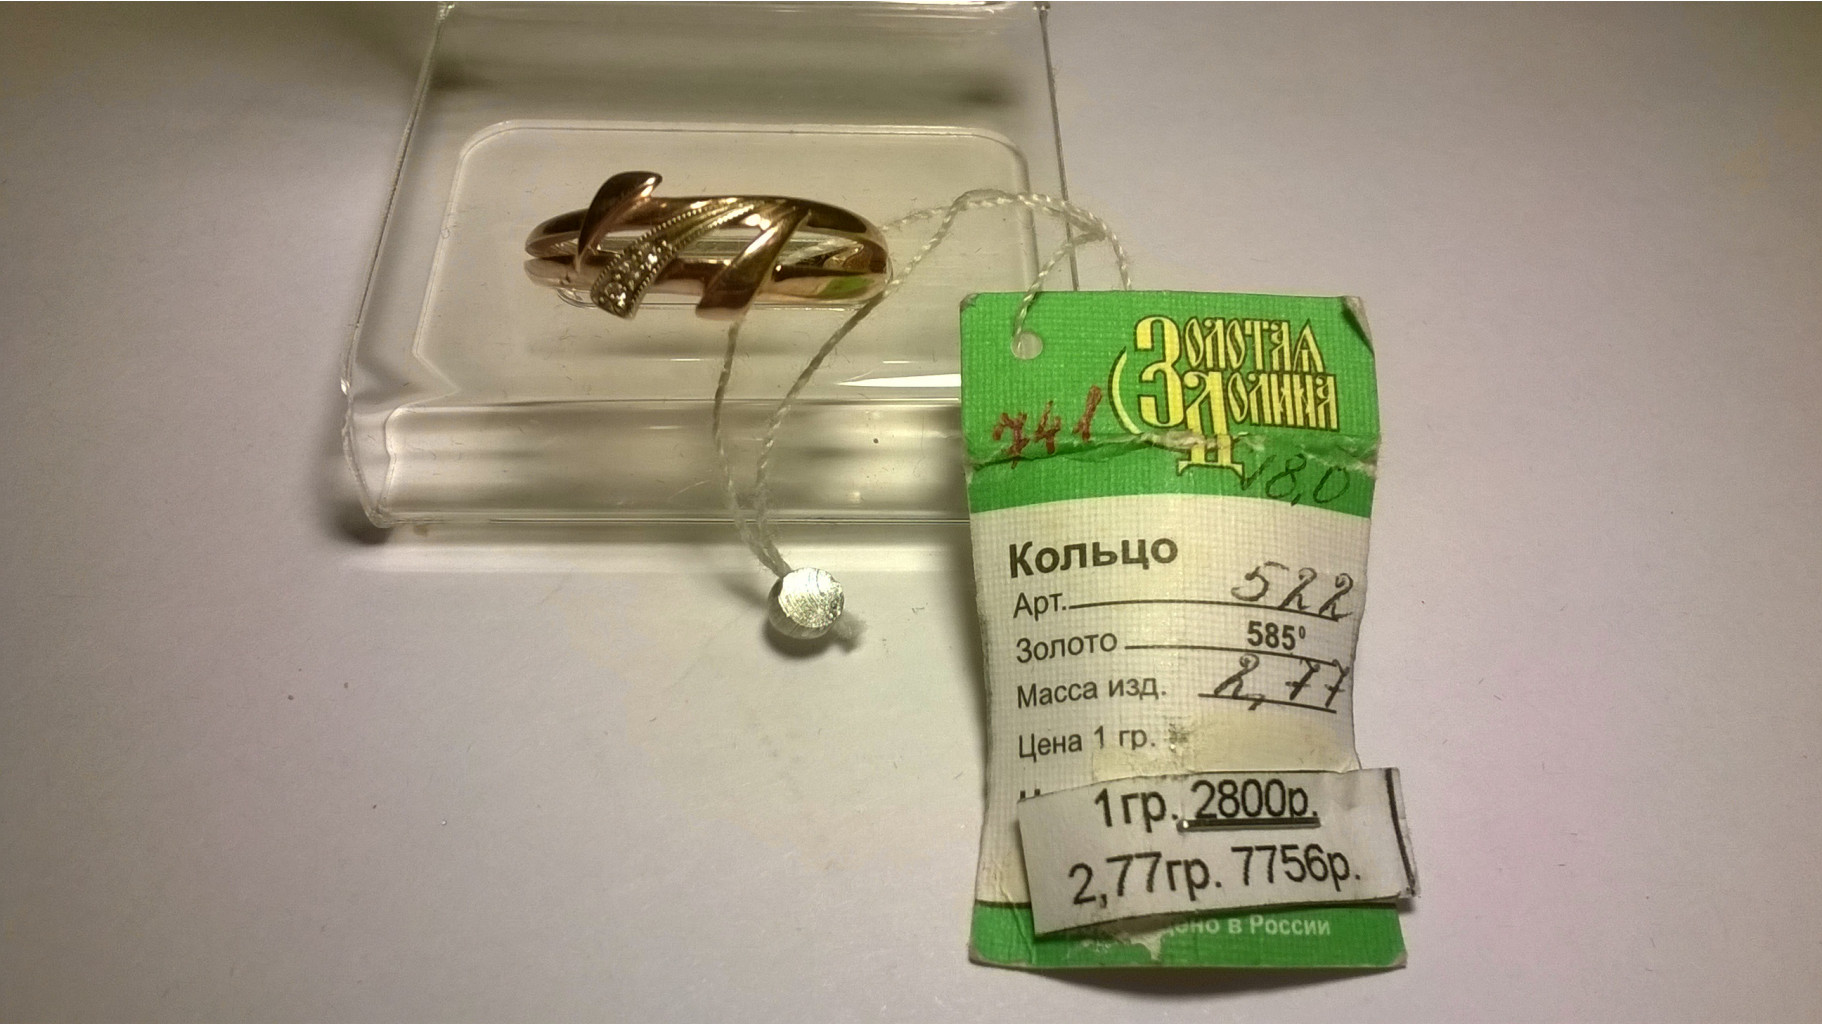 Золотая
Долина
741
18,0
Кольцо
Арт. 522
Золото 585°
Масса изд. 2,77
Цена 1 гр.
1гр. 2800р.
2,77гр. 7756р.
в России